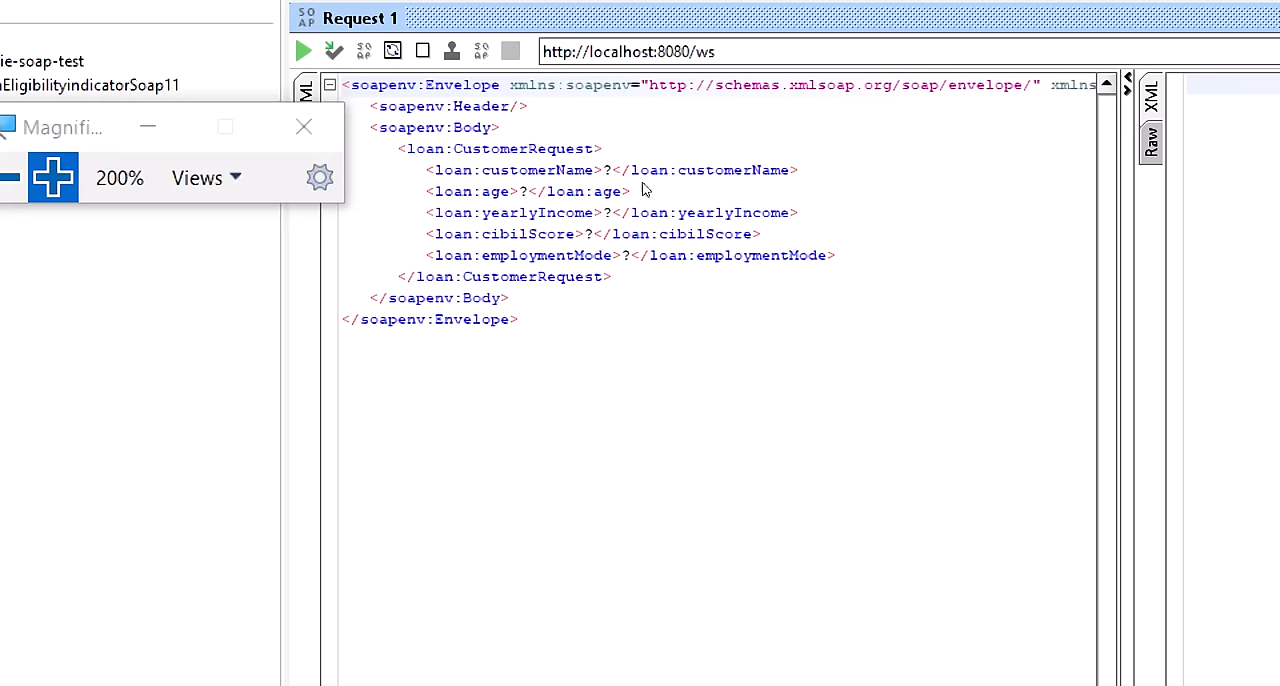 SO AP Request 1
http://localhost:8080/ws
ie-soap-test
EligibilityindicatorSoap11
Magnifi...
200% Views
XML
Raw
<soapenv:Envelope xmlns:soapenv="http://schemas.xmlsoap.org/soap/envelope/" xmlns
<soapenv:Header/>
<soapenv:Body>
<loan:CustomerRequest>
<loan:customerName>?</loan:customerName>
<loan:age>?</loan:age>
<loan:yearlyIncome>?</loan:yearlyIncome>
<loan:cibilScore>?</loan:cibilScore>
<loan:employmentMode>?</loan:employmentMode>
</loan:CustomerRequest>
</soapenv:Body>
</soapenv:Envelope>